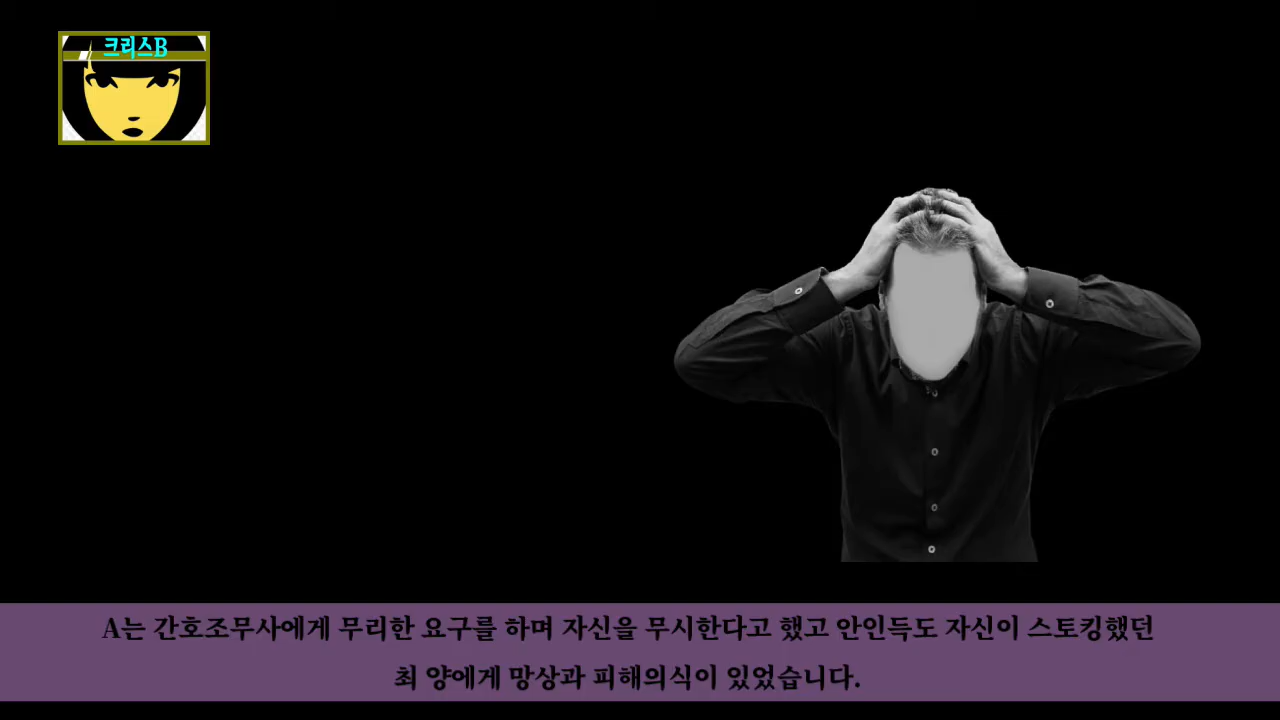 크리스B
A는 간호조무사에게 무리한 요구를 하며 자신을 무시한다고 했고 안인득도 자신이 스토킹했던
최 양에게 망상과 피해의식이 있었습니다.